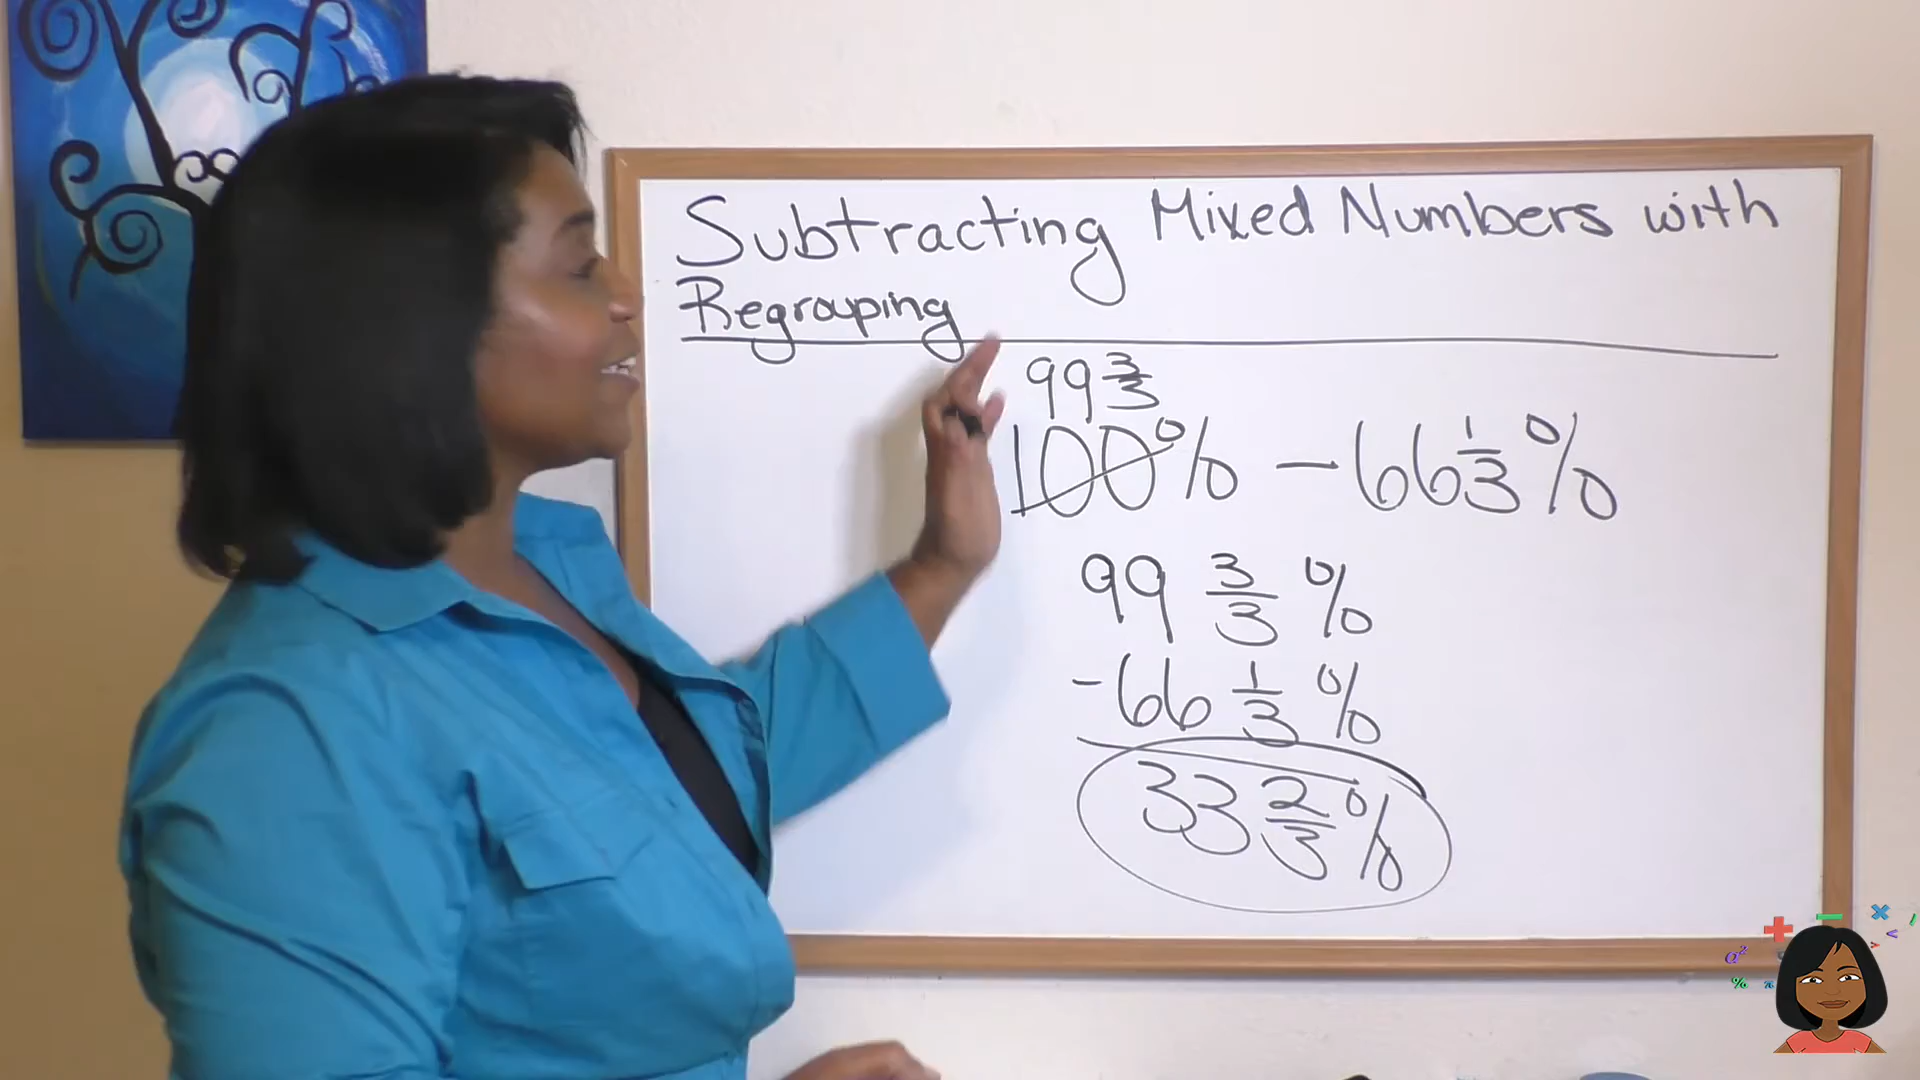 Subtracting Mixed Numbers with
Regrouping
99 3/3
100% — 66 1/3 %
99 3/3 %
-66 1/3 %
33 2/3 %